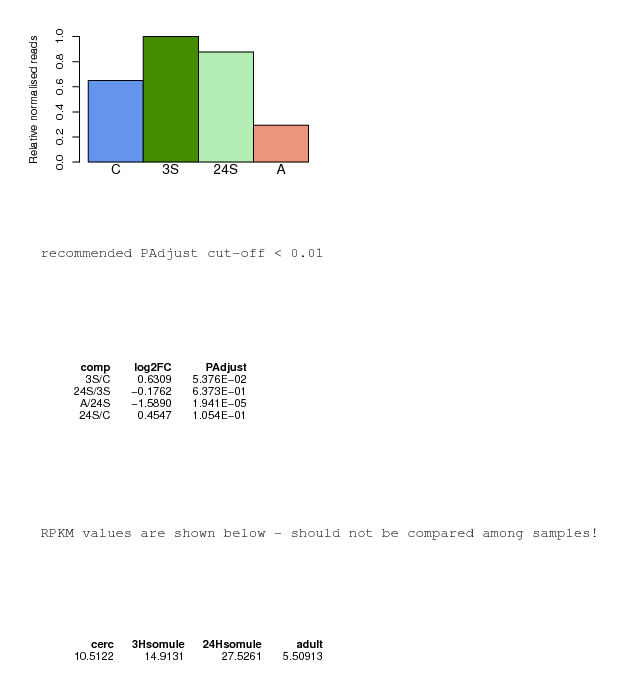 Relative normalised reads
1.0
0.8
0.6
0.4
0.2
0.0
C 3S 24S A
recommended PAdjust cut-off < 0.01
comp log2FC PAdjust
3S/C 0.6309 5.376E-02
24S/3S -0.1762 6.373E-01
A/24S -1.5890 1.941E-05
24S/C 0.4547 1.054E-01
RPKM values are shown below - should not be compared among samples!
cerc 3Hsomule 24Hsomule adult
10.5122 14.9131 27.5261 5.50913